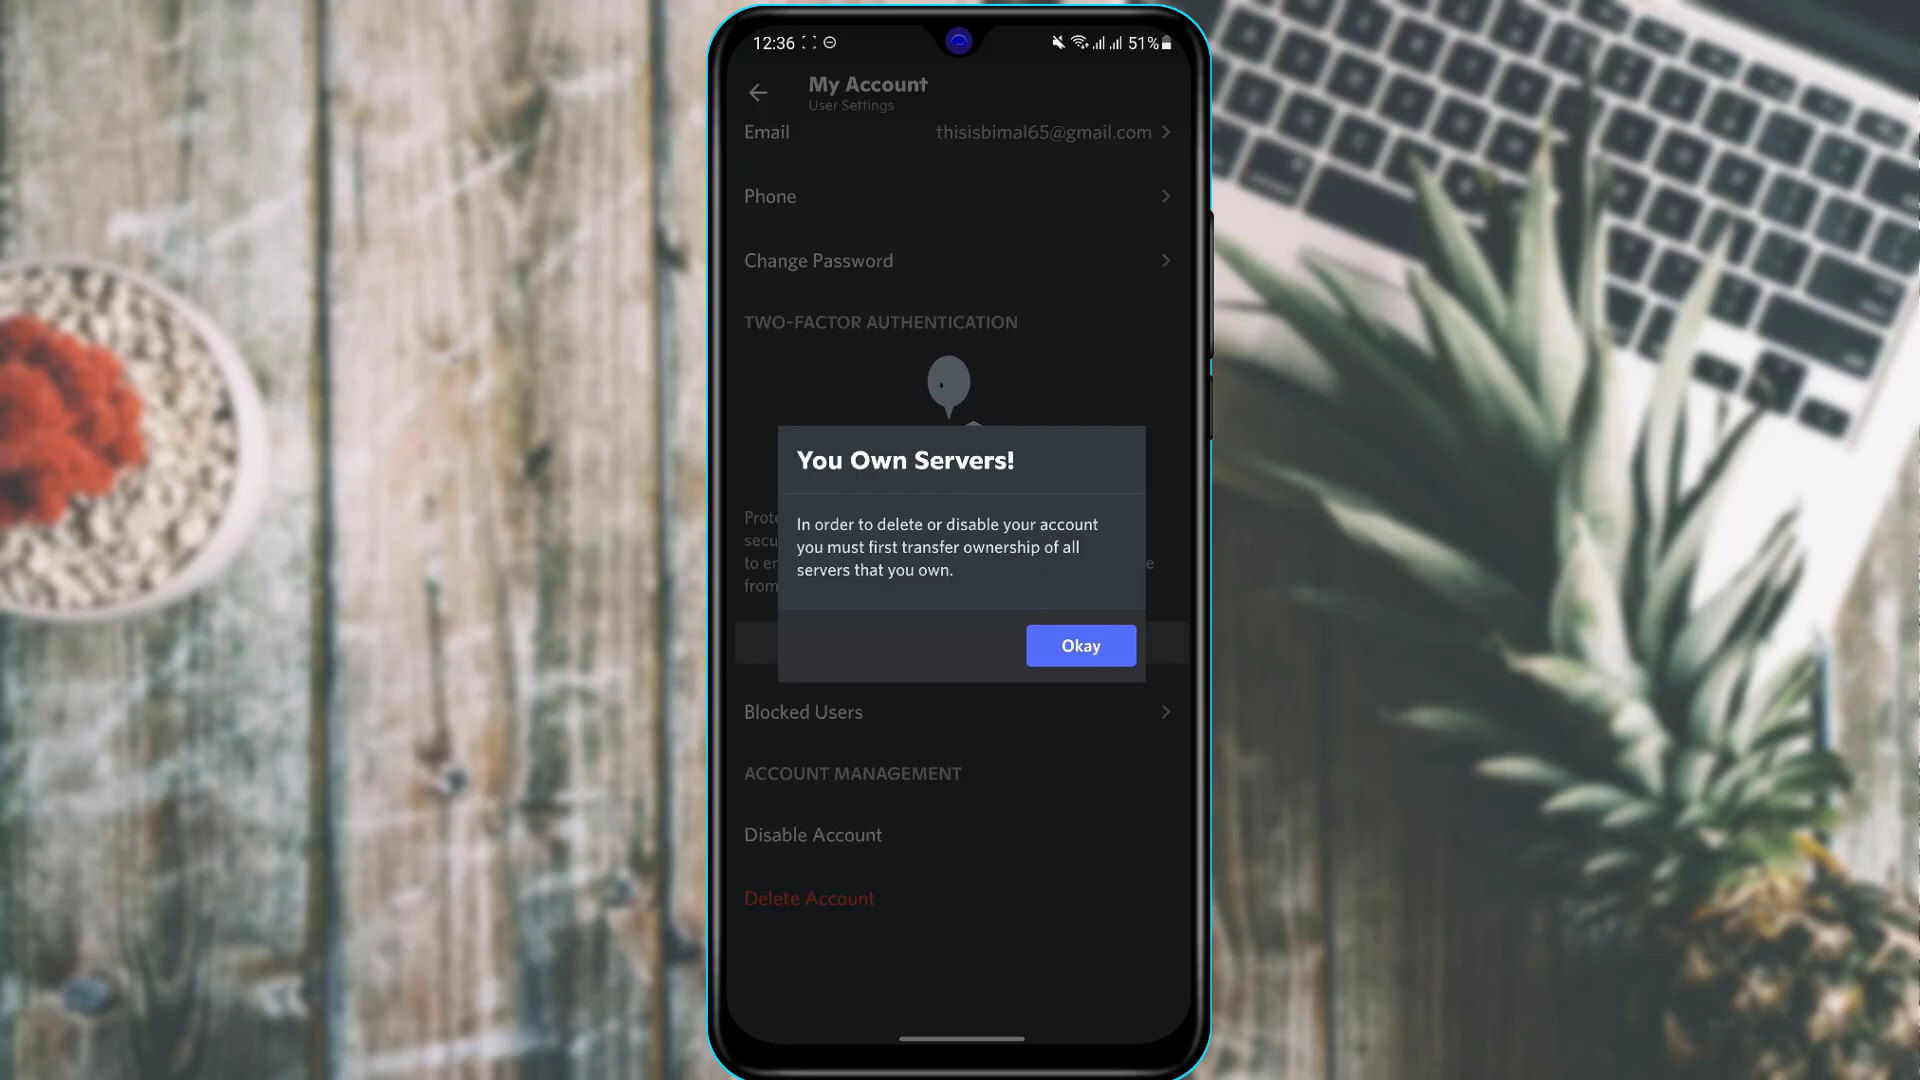 12:36
51%
My Account
User Settings
Email thisisbimal65@gmail.com
Phone
Change Password
TWO-FACTOR AUTHENTICATION
You Own Servers!
In order to delete or disable your account
you must first transfer ownership of all
servers that you own.
Okay
Blocked Users
ACCOUNT MANAGEMENT
Disable Account
Delete Account